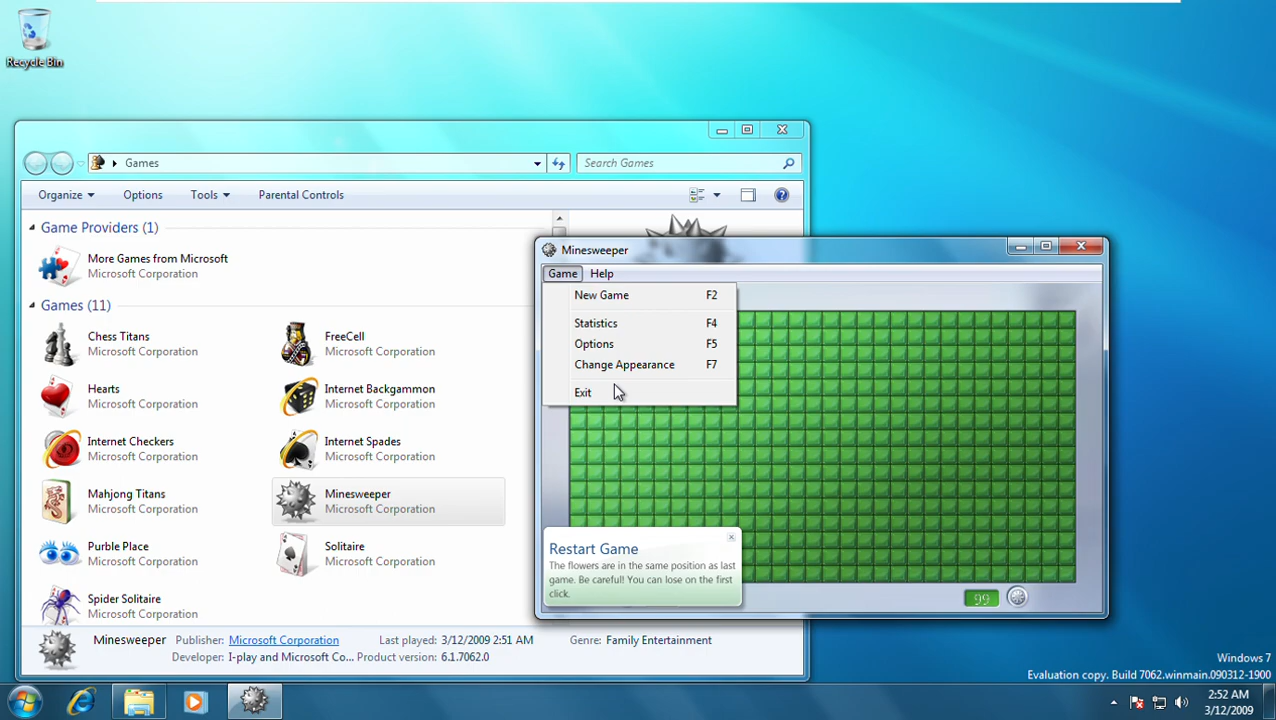 Recycle Bin
Games
Search Games
Organize Options Tools Parental Controls
Game Providers (1)
More Games from Microsoft
Microsoft Corporation
Games (11)
Chess Titans
Microsoft Corporation
FreeCell
Microsoft Corporation
Hearts
Microsoft Corporation
Internet Backgammon
Microsoft Corporation
Internet Checkers
Microsoft Corporation
Internet Spades
Microsoft Corporation
Mahjong Titans
Microsoft Corporation
Minesweeper
Microsoft Corporation
Purble Place
Microsoft Corporation
Solitaire
Microsoft Corporation
Spider Solitaire
Microsoft Corporation
Minesweeper Publisher: Microsoft Corporation Last played: 3/12/2009 2:51 AM Genre: Family Entertainment
Developer: I-play and Microsoft Co... Product version: 6.1.7062.0
Minesweeper
Game Help
New Game F2
Statistics F4
Options F5
Change Appearance F7
Exit
Restart Game
The flowers are in the same position as last
game. Be careful! You can lose on the first
click.
99
Windows 7
Evaluation copy. Build 7062.winmain.090312-1900
2:52 AM
3/12/2009